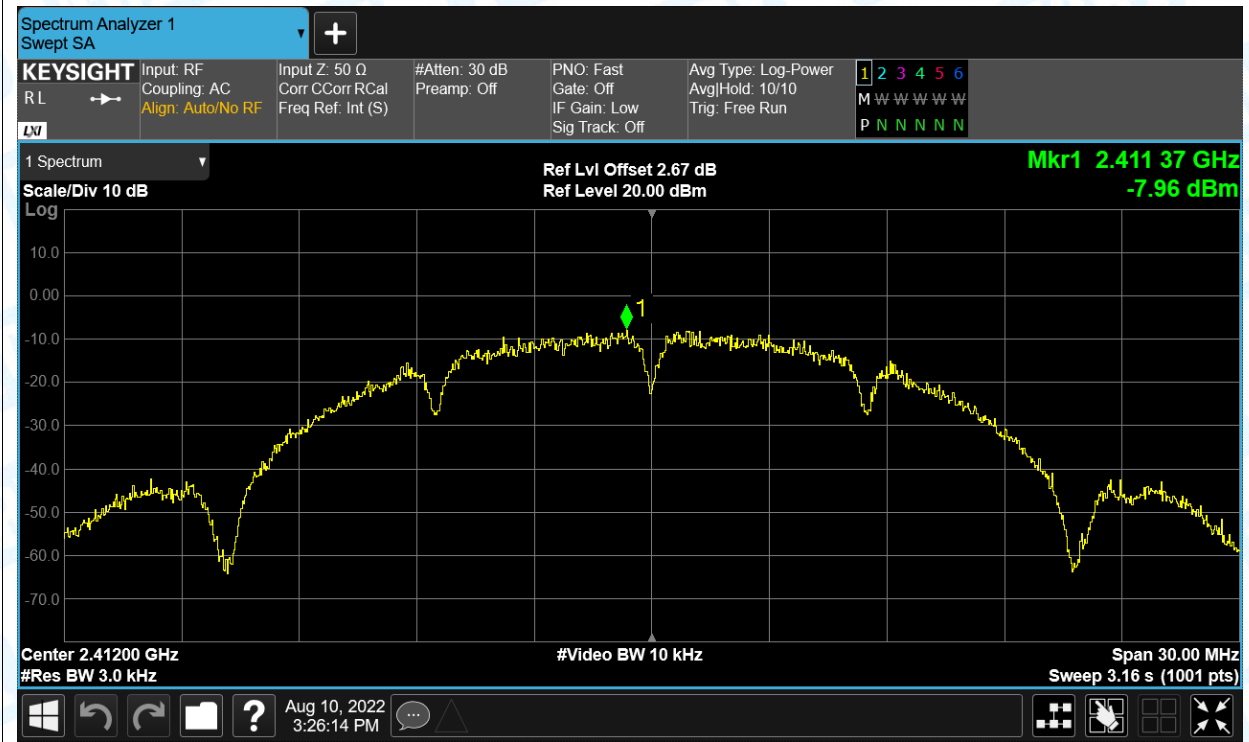 Spectrum Analyzer 1
Swept SA
KEYSIGHT
R L
LXI
Input: RF
Coupling: AC
Align: Auto/No RF
Input Z: 50 Ω
Corr CCorr RCal
Freq Ref: Int (S)
#Atten: 30 dB
Preamp: Off
PNO: Fast
Gate: Off
IF Gain: Low
Sig Track: Off
Avg Type: Log-Power
Avg|Hold: 10/10
Trig: Free Run
1 2 3 4 5 6
M W W W W W
P N N N N N
1 Spectrum
Scale/Div 10 dB
Log
Ref Lvl Offset 2.67 dB
Ref Level 20.00 dBm
Mkr1 2.411 37 GHz
-7.96 dBm
10.0
0.00
-10.0
-20.0
-30.0
-40.0
-50.0
-60.0
-70.0
1
Center 2.41200 GHz
#Res BW 3.0 kHz
#Video BW 10 kHz
Span 30.00 MHz
Sweep 3.16 s (1001 pts)
?
Aug 10, 2022
3:26:14 PM